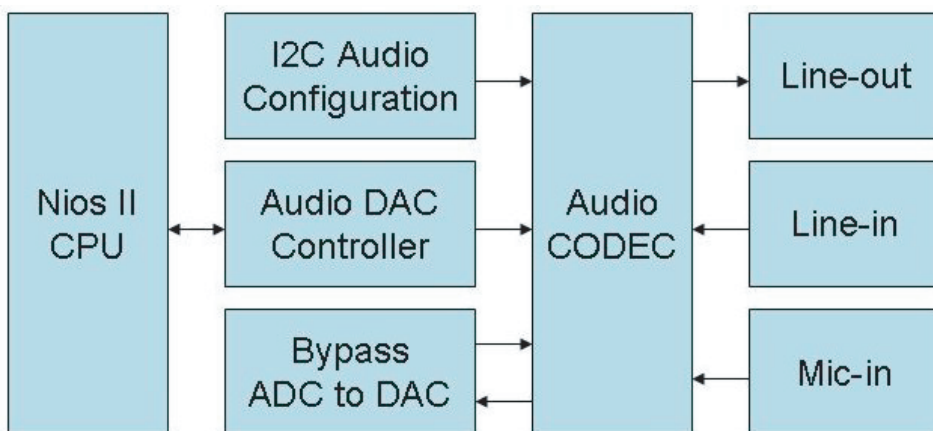 Nios II
CPU
I2C Audio
Configuration
Audio DAC
Controller
Bypass
ADC to DAC
Audio
CODEC
Line-out
Line-in
Mic-in